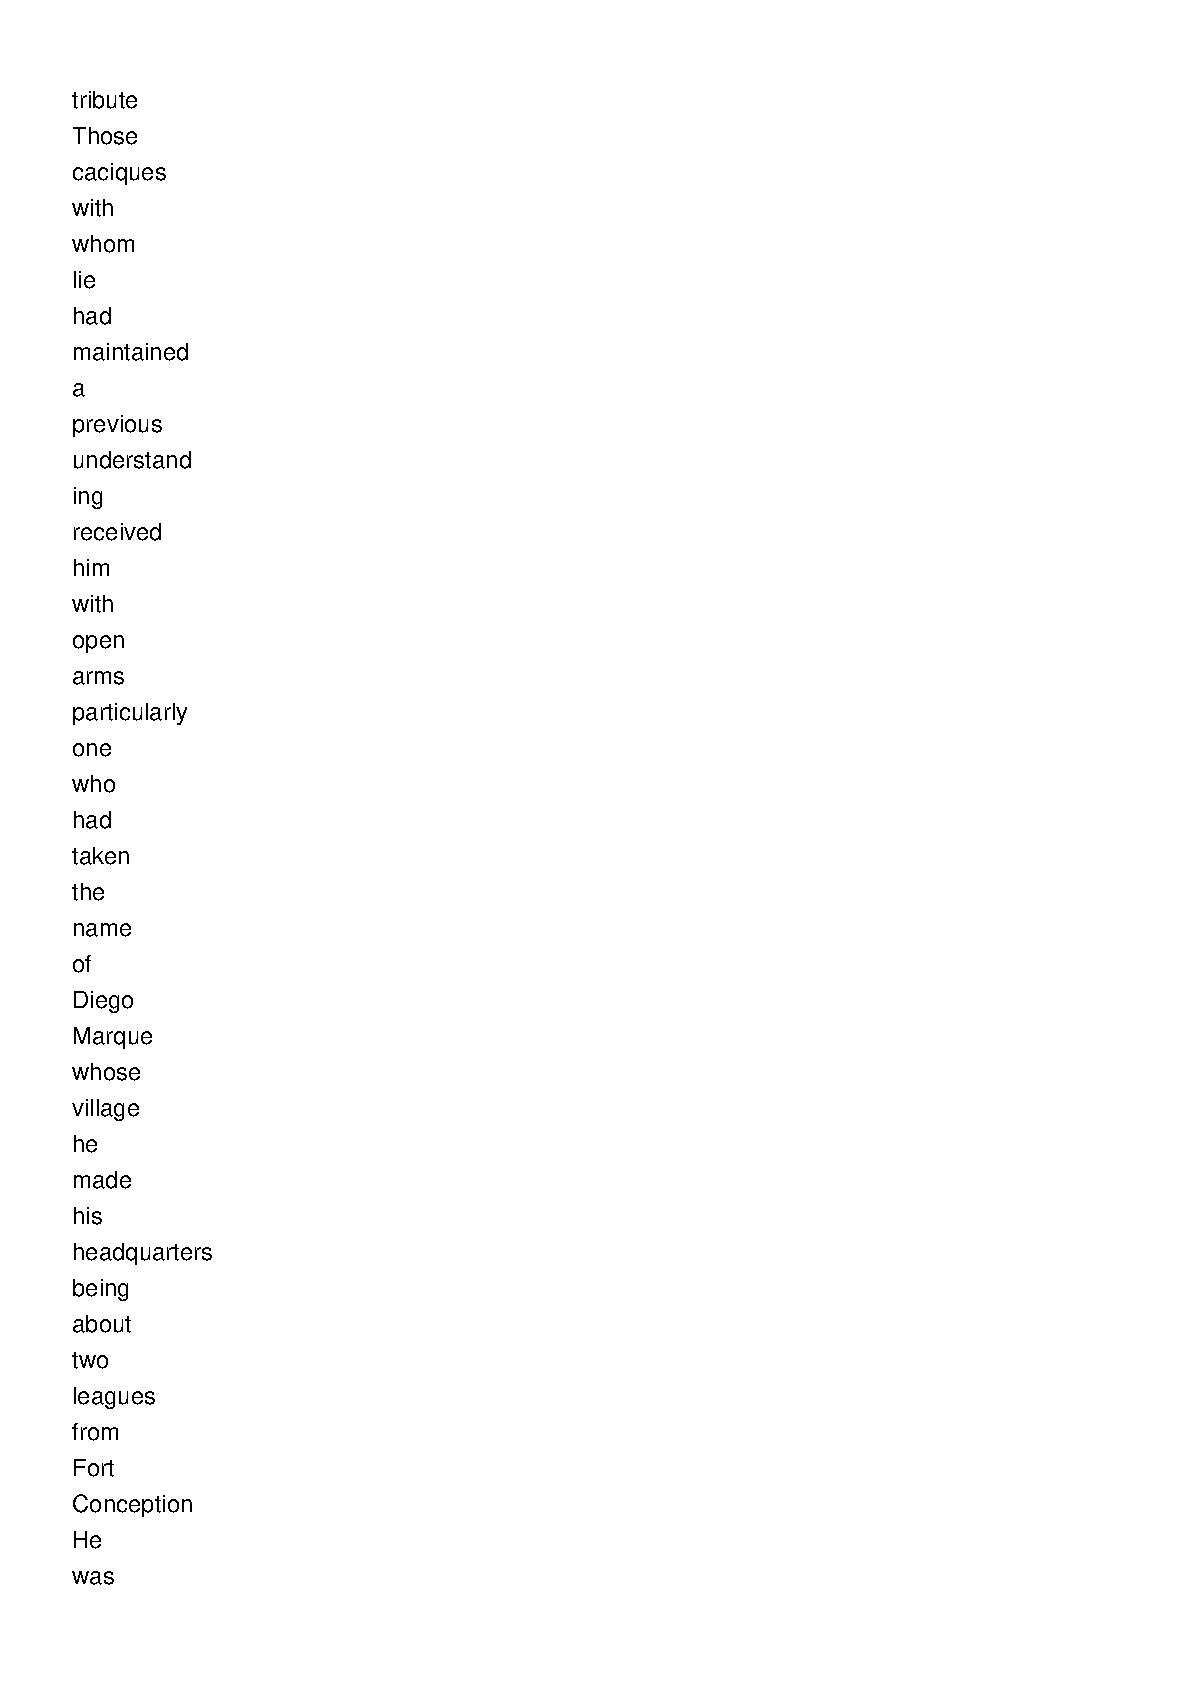 tribute
Those
caciques
with
whom
lie
had
maintained
a
previous
understand
ing
received
him
with
open
arms
particularly
one
who
had
taken
the
name
of
Diego
Marque
whose
village
he
made
his
headquarters
being
about
two
leagues
from
Fort
Conception
He
was